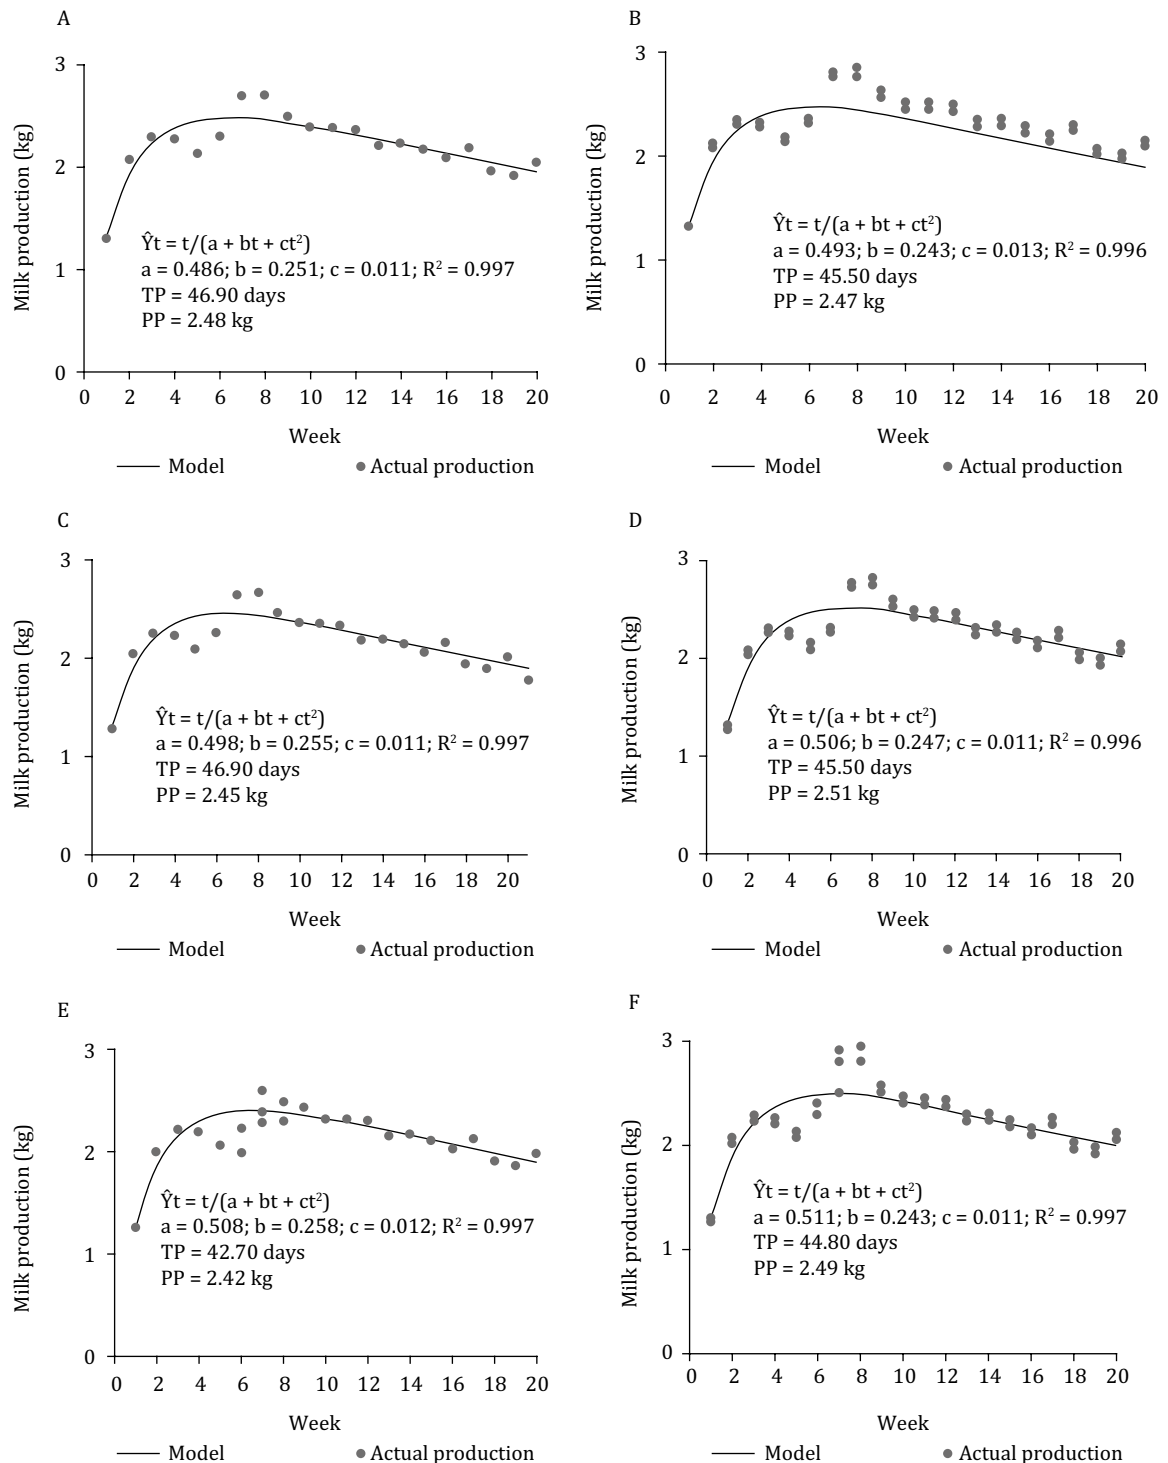 A
Milk production (kg)
3
2
1
0
Ŷt = t/(a + bt + ct²)
a = 0.486; b = 0.251; c = 0.011; R² = 0.997
TP = 46.90 days
PP = 2.48 kg
0 2 4 6 8 10 12 14 16 18 20
Week
Model Actual production
B
Milk production (kg)
3
2
1
0
Ŷt = t/(a + bt + ct²)
a = 0.493; b = 0.243; c = 0.013; R² = 0.996
TP = 45.50 days
PP = 2.47 kg
0 2 4 6 8 10 12 14 16 18 20
Week
Model Actual production
C
Milk production (kg)
3
2
1
0
Ŷt = t/(a + bt + ct²)
a = 0.498; b = 0.255; c = 0.011; R² = 0.997
TP = 46.90 days
PP = 2.45 kg
0 2 4 6 8 10 12 14 16 18 20
Week
Model Actual production
D
Milk production (kg)
3
2
1
0
Ŷt = t/(a + bt + ct²)
a = 0.506; b = 0.247; c = 0.011; R² = 0.996
TP = 45.50 days
PP = 2.51 kg
0 2 4 6 8 10 12 14 16 18 20
Week
Model Actual production
E
Milk production (kg)
3
2
1
0
Ŷt = t/(a + bt + ct²)
a = 0.508; b = 0.258; c = 0.012; R² = 0.997
TP = 42.70 days
PP = 2.42 kg
0 2 4 6 8 10 12 14 16 18 20
Week
Model Actual production
F
Milk production (kg)
3
2
1
0
Ŷt = t/(a + bt + ct²)
a = 0.511; b = 0.243; c = 0.011; R² = 0.997
TP = 44.80 days
PP = 2.49 kg
0 2 4 6 8 10 12 14 16 18 20
Week
Model Actual production